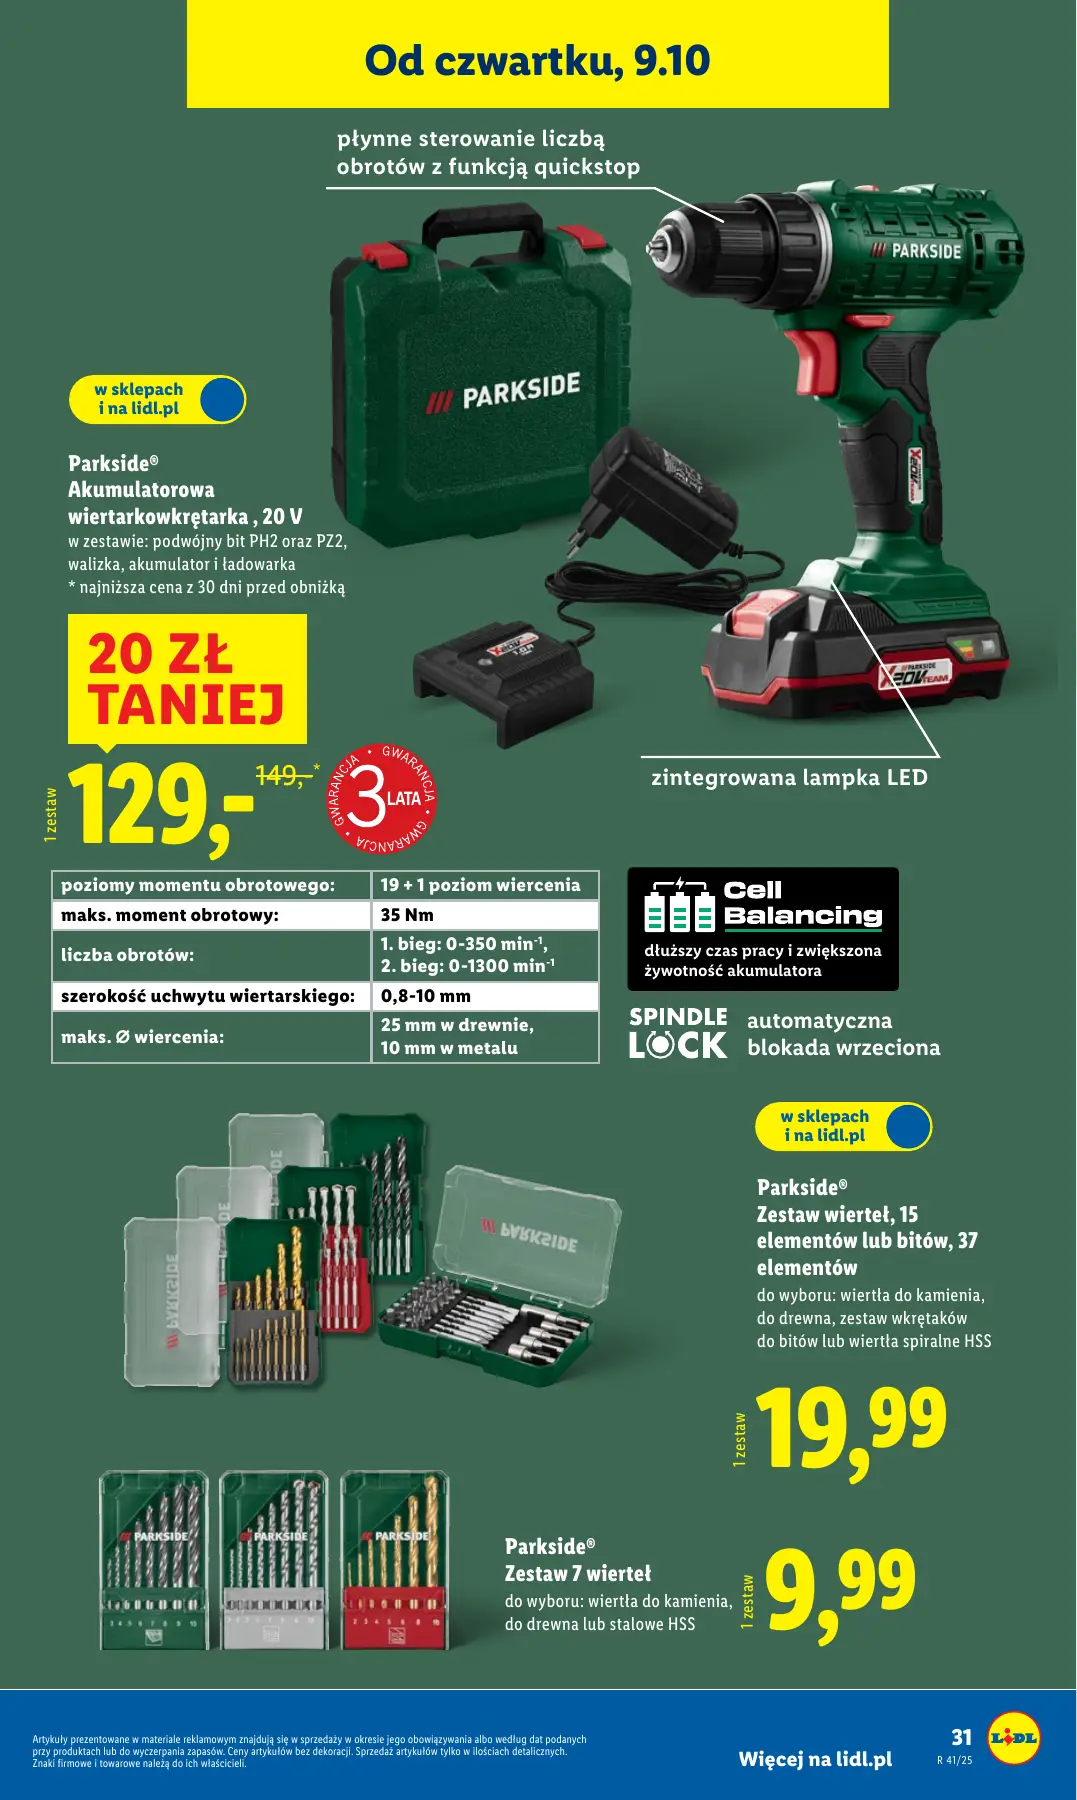 Od czwartku, 9.10
płynne sterowanie liczbą
obrotów z funkcją quickstop
PARKSIDE
PARKSIDE
w sklepach
i na lidl.pl
Parkside®
Akumulatorowa
wiertarkowkrętarka , 20 V
w zestawie: podwójny bit PH2 oraz PZ2,
walizka, akumulator i ładowarka
* najniższa cena z 30 dni przed obniżką
20 ZŁ
TANIEJ
149,-*
129,-
1 zestaw
GWARANCJA • GWARANCJA • GWARANCJA •
3 LATA
PARKSIDE
X20V TEAM
zintegrowana lampka LED
poziomy momentu obrotowego: 19 + 1 poziom wiercenia
maks. moment obrotowy: 35 Nm
liczba obrotów: 1. bieg: 0-350 min⁻¹,
2. bieg: 0-1300 min⁻¹
szerokość uchwytu wiertarskiego: 0,8-10 mm
maks. Ø wiercenia: 25 mm w drewnie,
10 mm w metalu
Cell
Balancing
dłuższy czas pracy i zwiększona
żywotność akumulatora
SPINDLE
LOCK
automatyczna
blokada wrzeciona
w sklepach
i na lidl.pl
Parkside®
Zestaw wierteł, 15
elementów lub bitów, 37
elementów
do wyboru: wiertła do kamienia,
do drewna, zestaw wkrętaków
do bitów lub wiertła spiralne HSS
1 zestaw
19,99
PARKSIDE
PARKSIDE
PARKSIDE
PARKSIDE
PARKSIDE
Parkside®
Zestaw 7 wierteł
do wyboru: wiertła do kamienia,
do drewna lub stalowe HSS
1 zestaw
9,99
Artykuły prezentowane w materiale reklamowym znajdują się w sprzedaży w okresie jego obowiązywania albo według dat podanych
przy produktach lub do wyczerpania zapasów. Ceny artykułów bez dekoracji. Sprzedaż artykułów tylko w ilościach detalicznych.
Znaki firmowe i towarowe należą do ich właścicieli.
Więcej na lidl.pl
31
R 41/25
LIDL